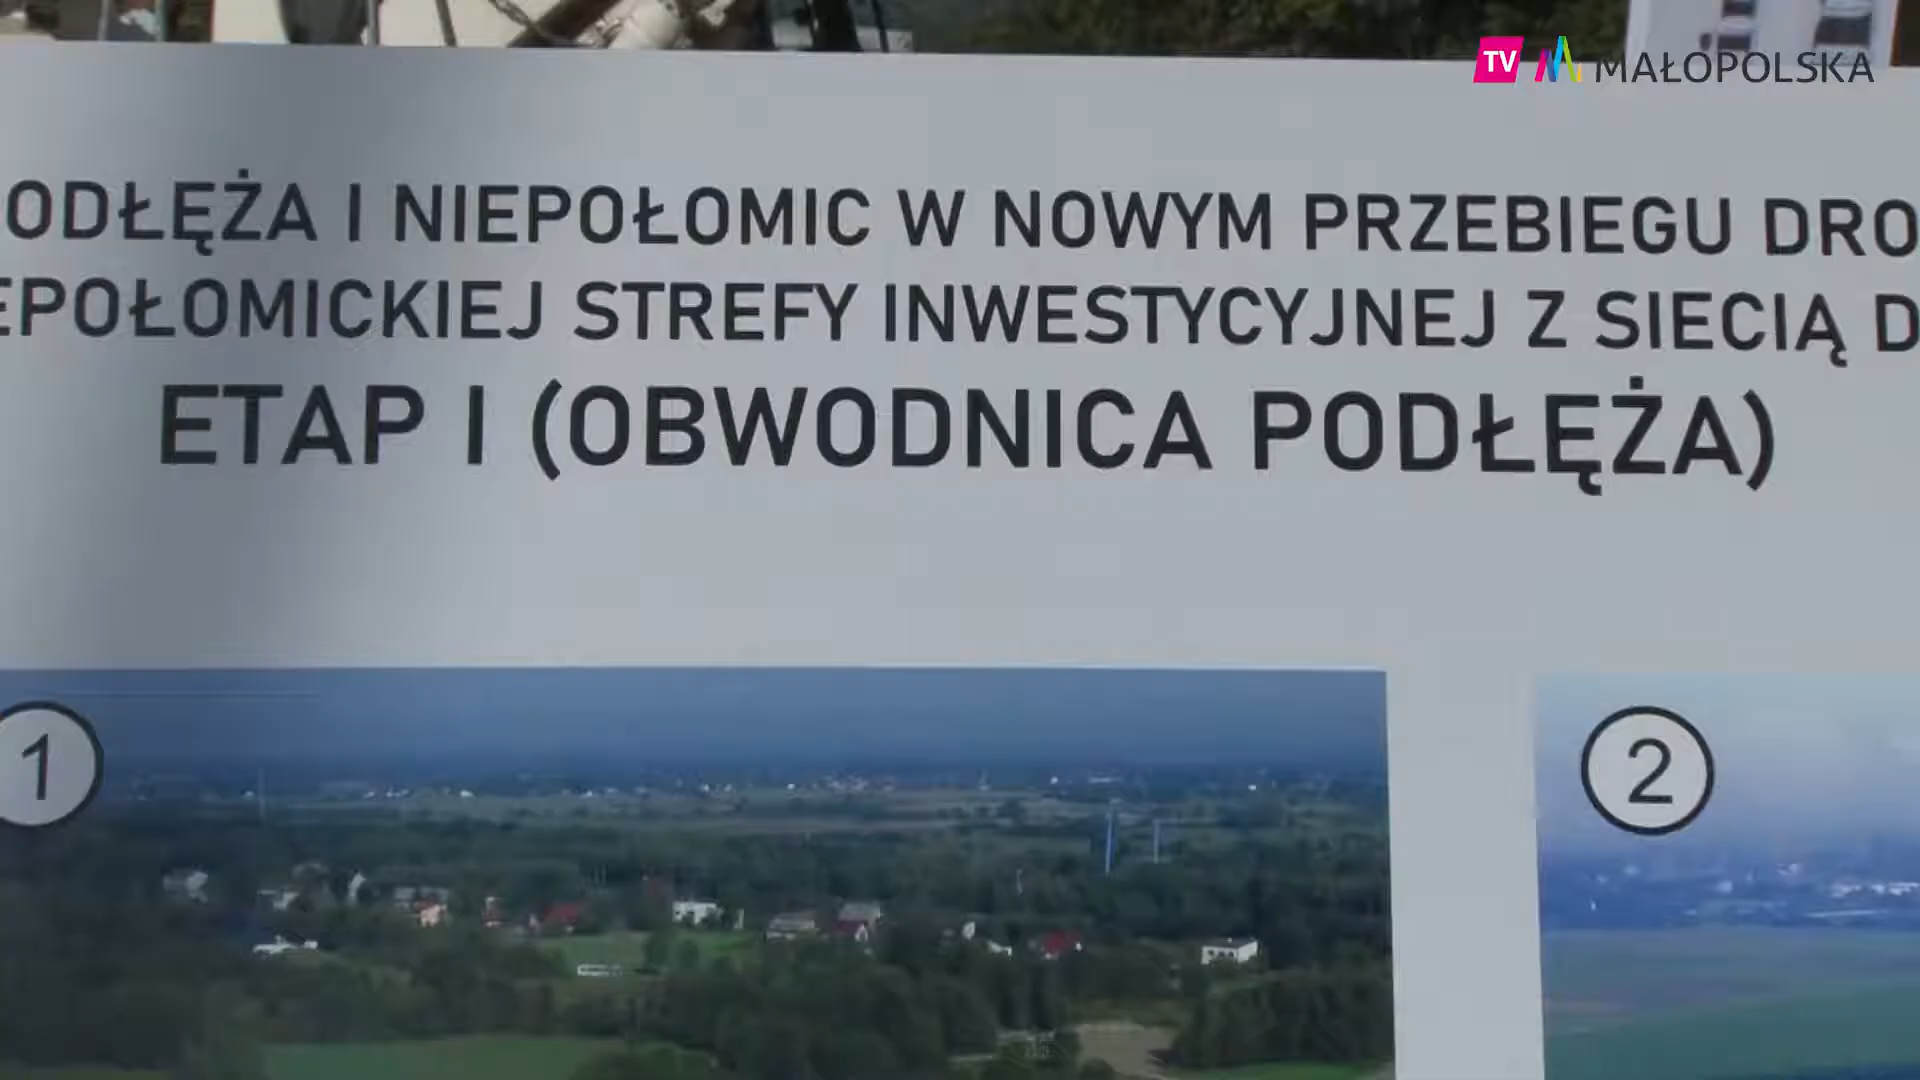 TV MAŁOPOLSKA
ODŁĘŻA I NIEPOŁOMIC W NOWYM PRZEBIEGU DRO
EPOŁOMICKIEJ STREFY INWESTYCYJNEJ Z SIECIĄ D
ETAP I (OBWODNICA PODŁĘŻA)
1
2